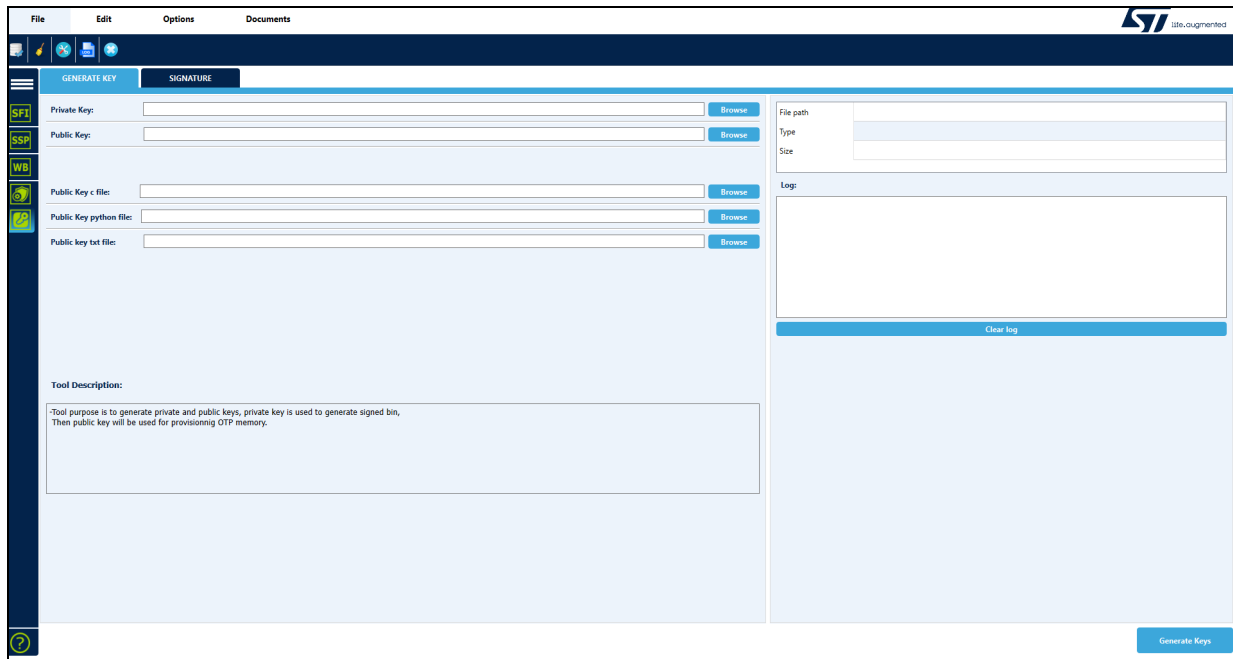 File Edit Options Documents
ST life.augmented
GENERATE KEY SIGNATURE
SFI
SSP
WB
Private Key: Browse
Public Key: Browse
Public Key c file: Browse
Public Key python file: Browse
Public key txt file: Browse
Tool Description:
-Tool purpose is to generate private and public keys, private key is used to generate signed bin,
Then public key will be used for provisionnig OTP memory.
File path
Type
Size
Log:
Clear log
?
Generate Keys